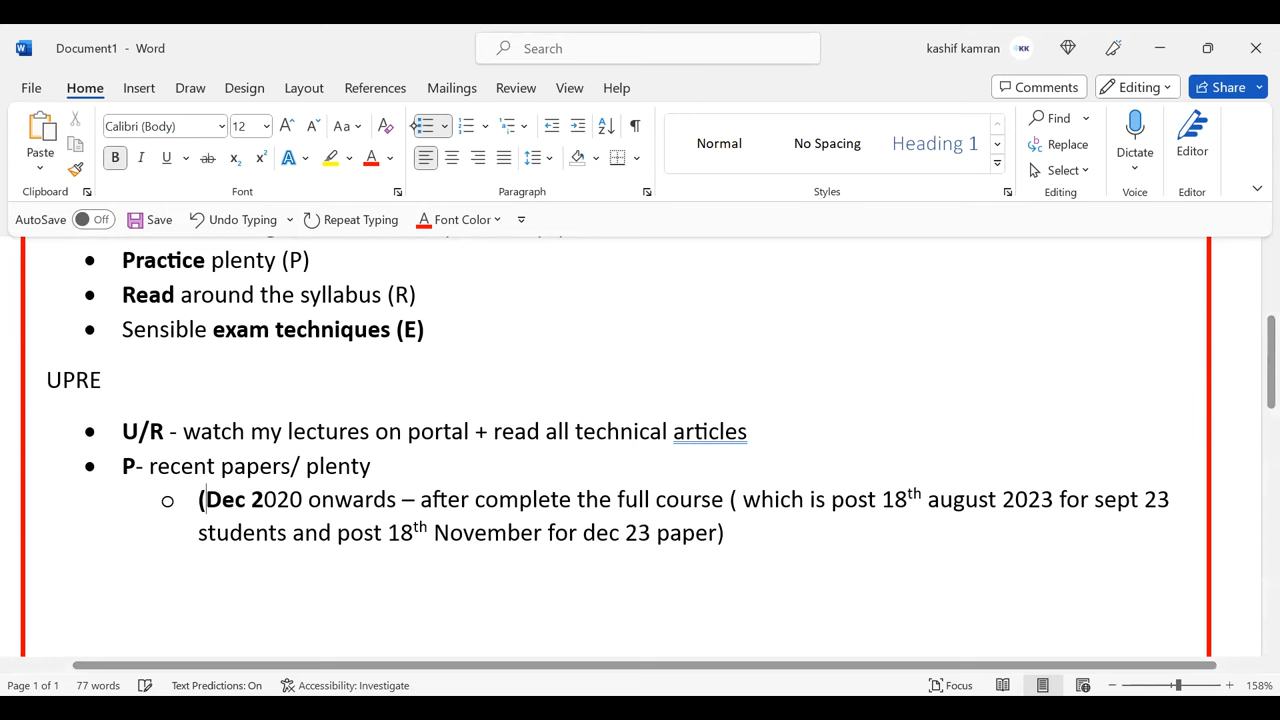 Document1 - Word
Search
kashif kamran
KK
File
Home
Insert
Draw
Design
Layout
References
Mailings
Review
View
Help
Comments
Editing
Share
Paste
Calibri (Body)
12
Aa
Normal
No Spacing
Heading 1
Find
Replace
Select
Dictate
Editor
Clipboard
Font
Paragraph
Styles
Editing
Voice
Editor
AutoSave
Off
Save
Undo Typing
Repeat Typing
Font Color
• Practice plenty (P)
• Read around the syllabus (R)
• Sensible exam techniques (E)
UPRE
• U/R - watch my lectures on portal + read all technical articles
• P- recent papers/ plenty
o (Dec 2020 onwards – after complete the full course ( which is post 18th august 2023 for sept 23
students and post 18th November for dec 23 paper)
Page 1 of 1
77 words
Text Predictions: On
Accessibility: Investigate
Focus
158%